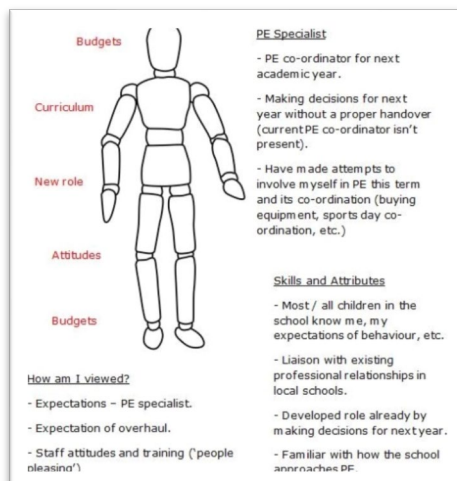 Budgets
Curriculum
New role
Attitudes
Budgets
PE Specialist
- PE co-ordinator for next
academic year.
- Making decisions for next
year without a proper handover
(current PE co-ordinator isn't
present).
- Have made attempts to
involve myself in PE this term
and its co-ordination (buying
equipment, sports day co-
ordination, etc.)
Skills and Attributes
- Most / all children in the
school know me, my
expectations of behaviour, etc.
- Liaison with existing
professional relationships in
local schools.
- Developed role already by
making decisions for next year.
- Familiar with how the school
approaches PE.
How am I viewed?
- Expectations – PE specialist.
- Expectation of overhaul.
- Staff attitudes and training ('people
pleasing')